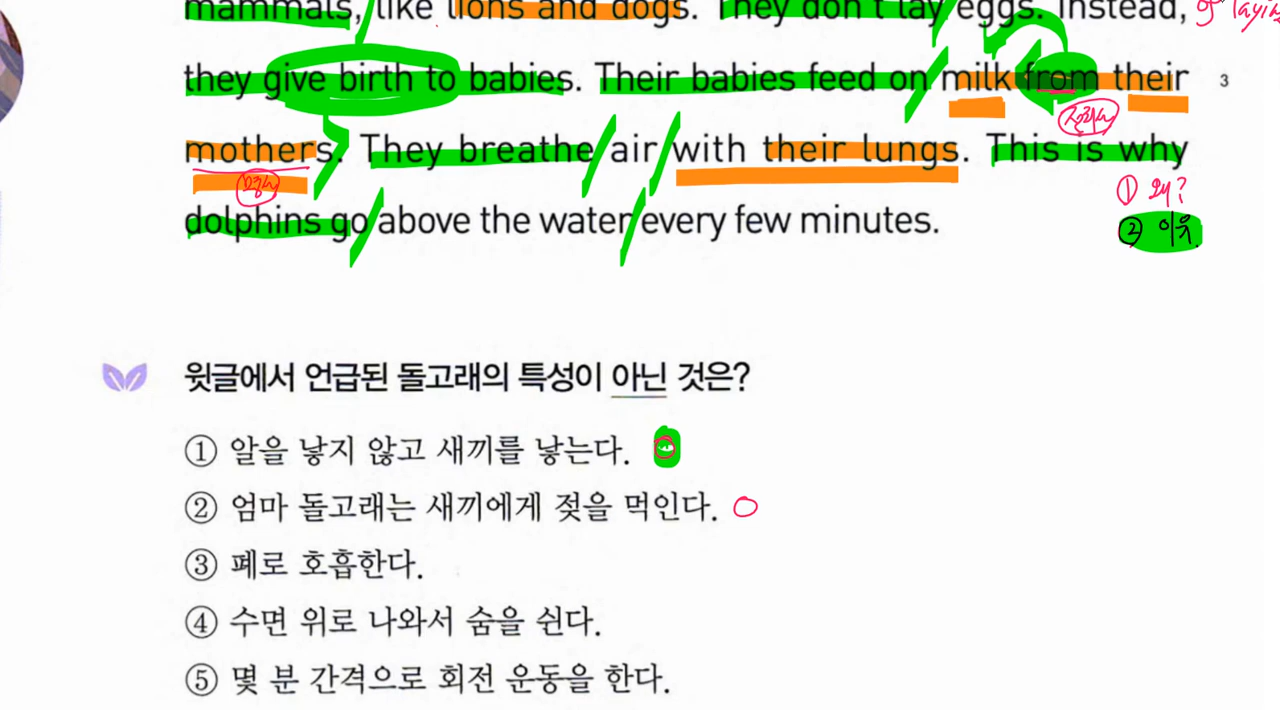 mammals, like lions and dogs. They don't lay eggs. Instead,
they give birth to babies. Their babies feed on milk from their 3
전치사
mothers. They breathe air with their lungs. This is why
① 왜?
dolphins go above the water every few minutes.
② 이유.
윗글에서 언급된 돌고래의 특성이 아닌 것은?
① 알을 낳지 않고 새끼를 낳는다.
② 엄마 돌고래는 새끼에게 젖을 먹인다.
③ 폐로 호흡한다.
④ 수면 위로 나와서 숨을 쉰다.
⑤ 몇 분 간격으로 회전 운동을 한다.